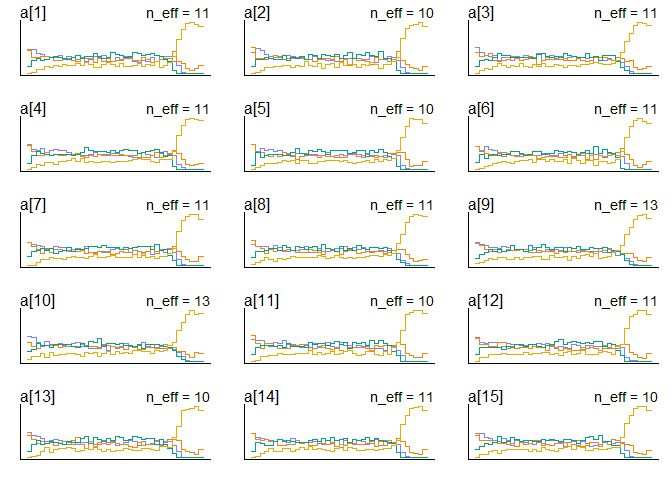 a[1] n_eff = 11 a[2] n_eff = 10 a[3] n_eff = 11
a[4] n_eff = 11 a[5] n_eff = 10 a[6] n_eff = 11
a[7] n_eff = 11 a[8] n_eff = 11 a[9] n_eff = 13
a[10] n_eff = 13 a[11] n_eff = 10 a[12] n_eff = 11
a[13] n_eff = 10 a[14] n_eff = 11 a[15] n_eff = 10